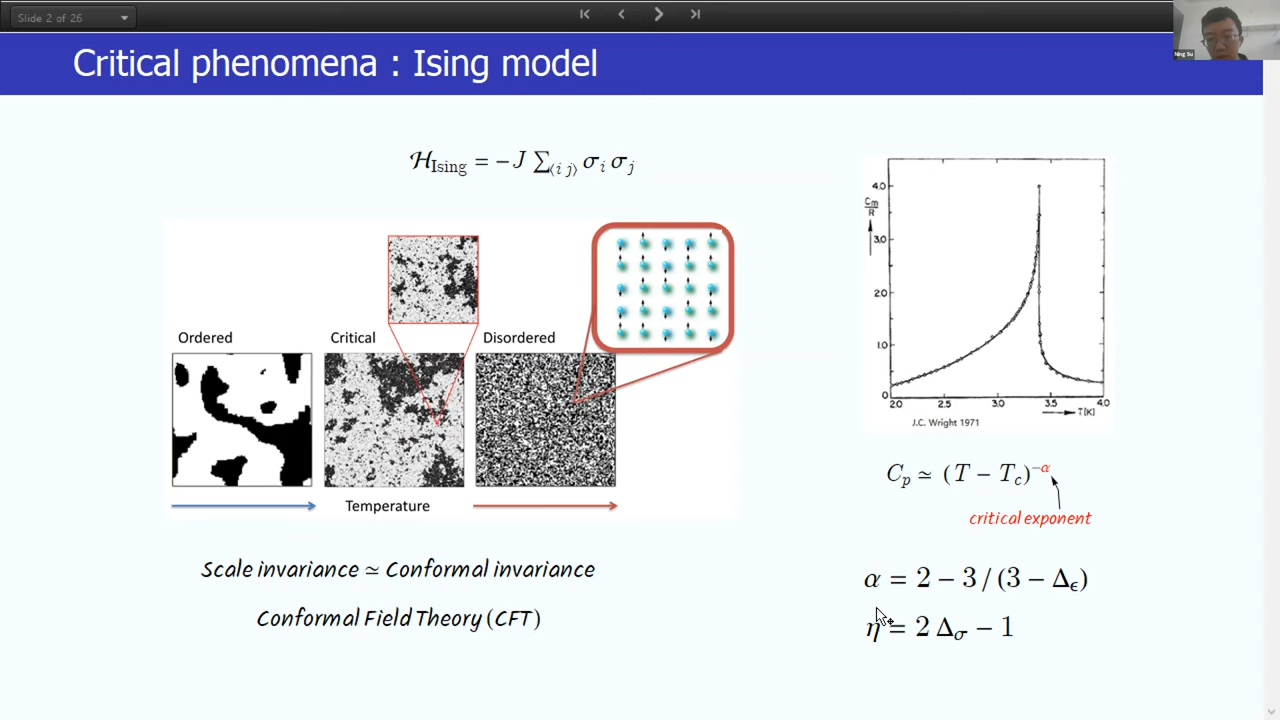 Slide 2 of 26
Ning Su
Critical phenomena : Ising model
ℋ_Ising = − J ∑_⟨i j⟩ σ_i σ_j
Ordered
Critical
Disordered
Temperature
Scale invariance ≃ Conformal invariance
Conformal Field Theory (CFT)
4.0
C_m
R
3.0
2.0
1.0
0
2.0 2.5 3.0 3.5 4.0
T[K]
J.C. Wright 1971
C_p ≃ (T − T_c)^−α
critical exponent
α = 2 − 3 / (3 − Δ_ϵ)
η = 2 Δ_σ − 1